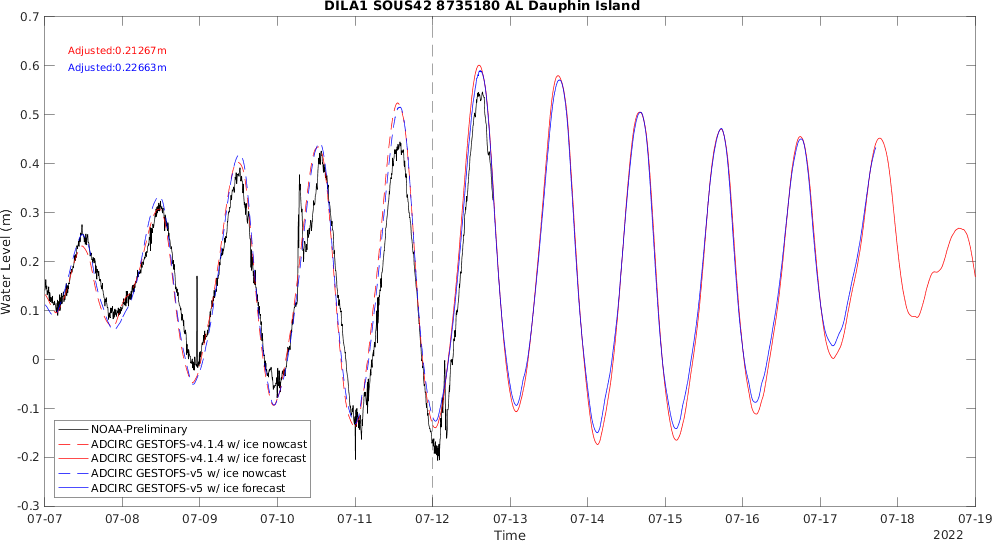 DILA1 SOUS42 8735180 AL Dauphin Island
0.7
0.6
0.5
0.4
0.3
0.2
0.1
0
-0.1
-0.2
-0.3
Water Level (m)
Adjusted:0.21267m
Adjusted:0.22663m
NOAA-Preliminary
ADCIRC GESTOFS-v4.1.4 w/ ice nowcast
ADCIRC GESTOFS-v4.1.4 w/ ice forecast
ADCIRC GESTOFS-v5 w/ ice nowcast
ADCIRC GESTOFS-v5 w/ ice forecast
07-07 07-08 07-09 07-10 07-11 07-12 07-13 07-14 07-15 07-16 07-17 07-18 07-19
Time
2022